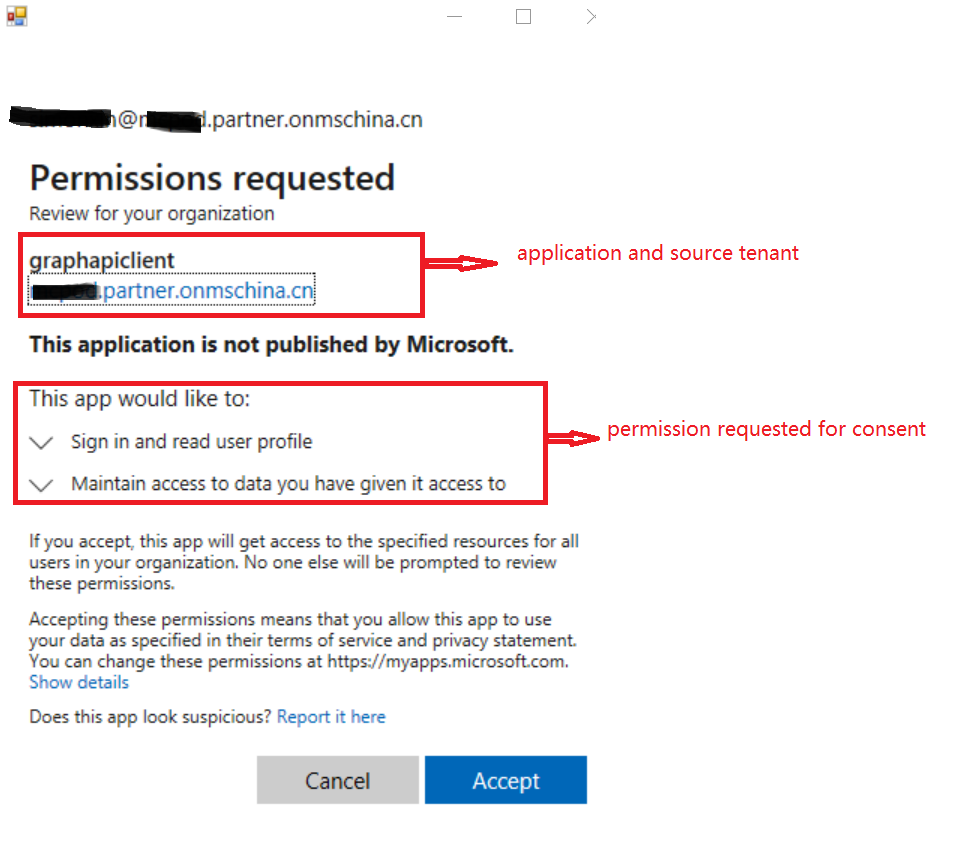 .partner.onmschina.cn
Permissions requested
Review for your organization
graphapiclient
application and source tenant
.partner.onmschina.cn
This application is not published by Microsoft.
This app would like to:
Sign in and read user profile
permission requested for consent
Maintain access to data you have given it access to
If you accept, this app will get access to the specified resources for all
users in your organization. No one else will be prompted to review
these permissions.
Accepting these permissions means that you allow this app to use
your data as specified in their terms of service and privacy statement.
You can change these permissions at https://myapps.microsoft.com.
Show details
Does this app look suspicious? Report it here
Cancel
Accept